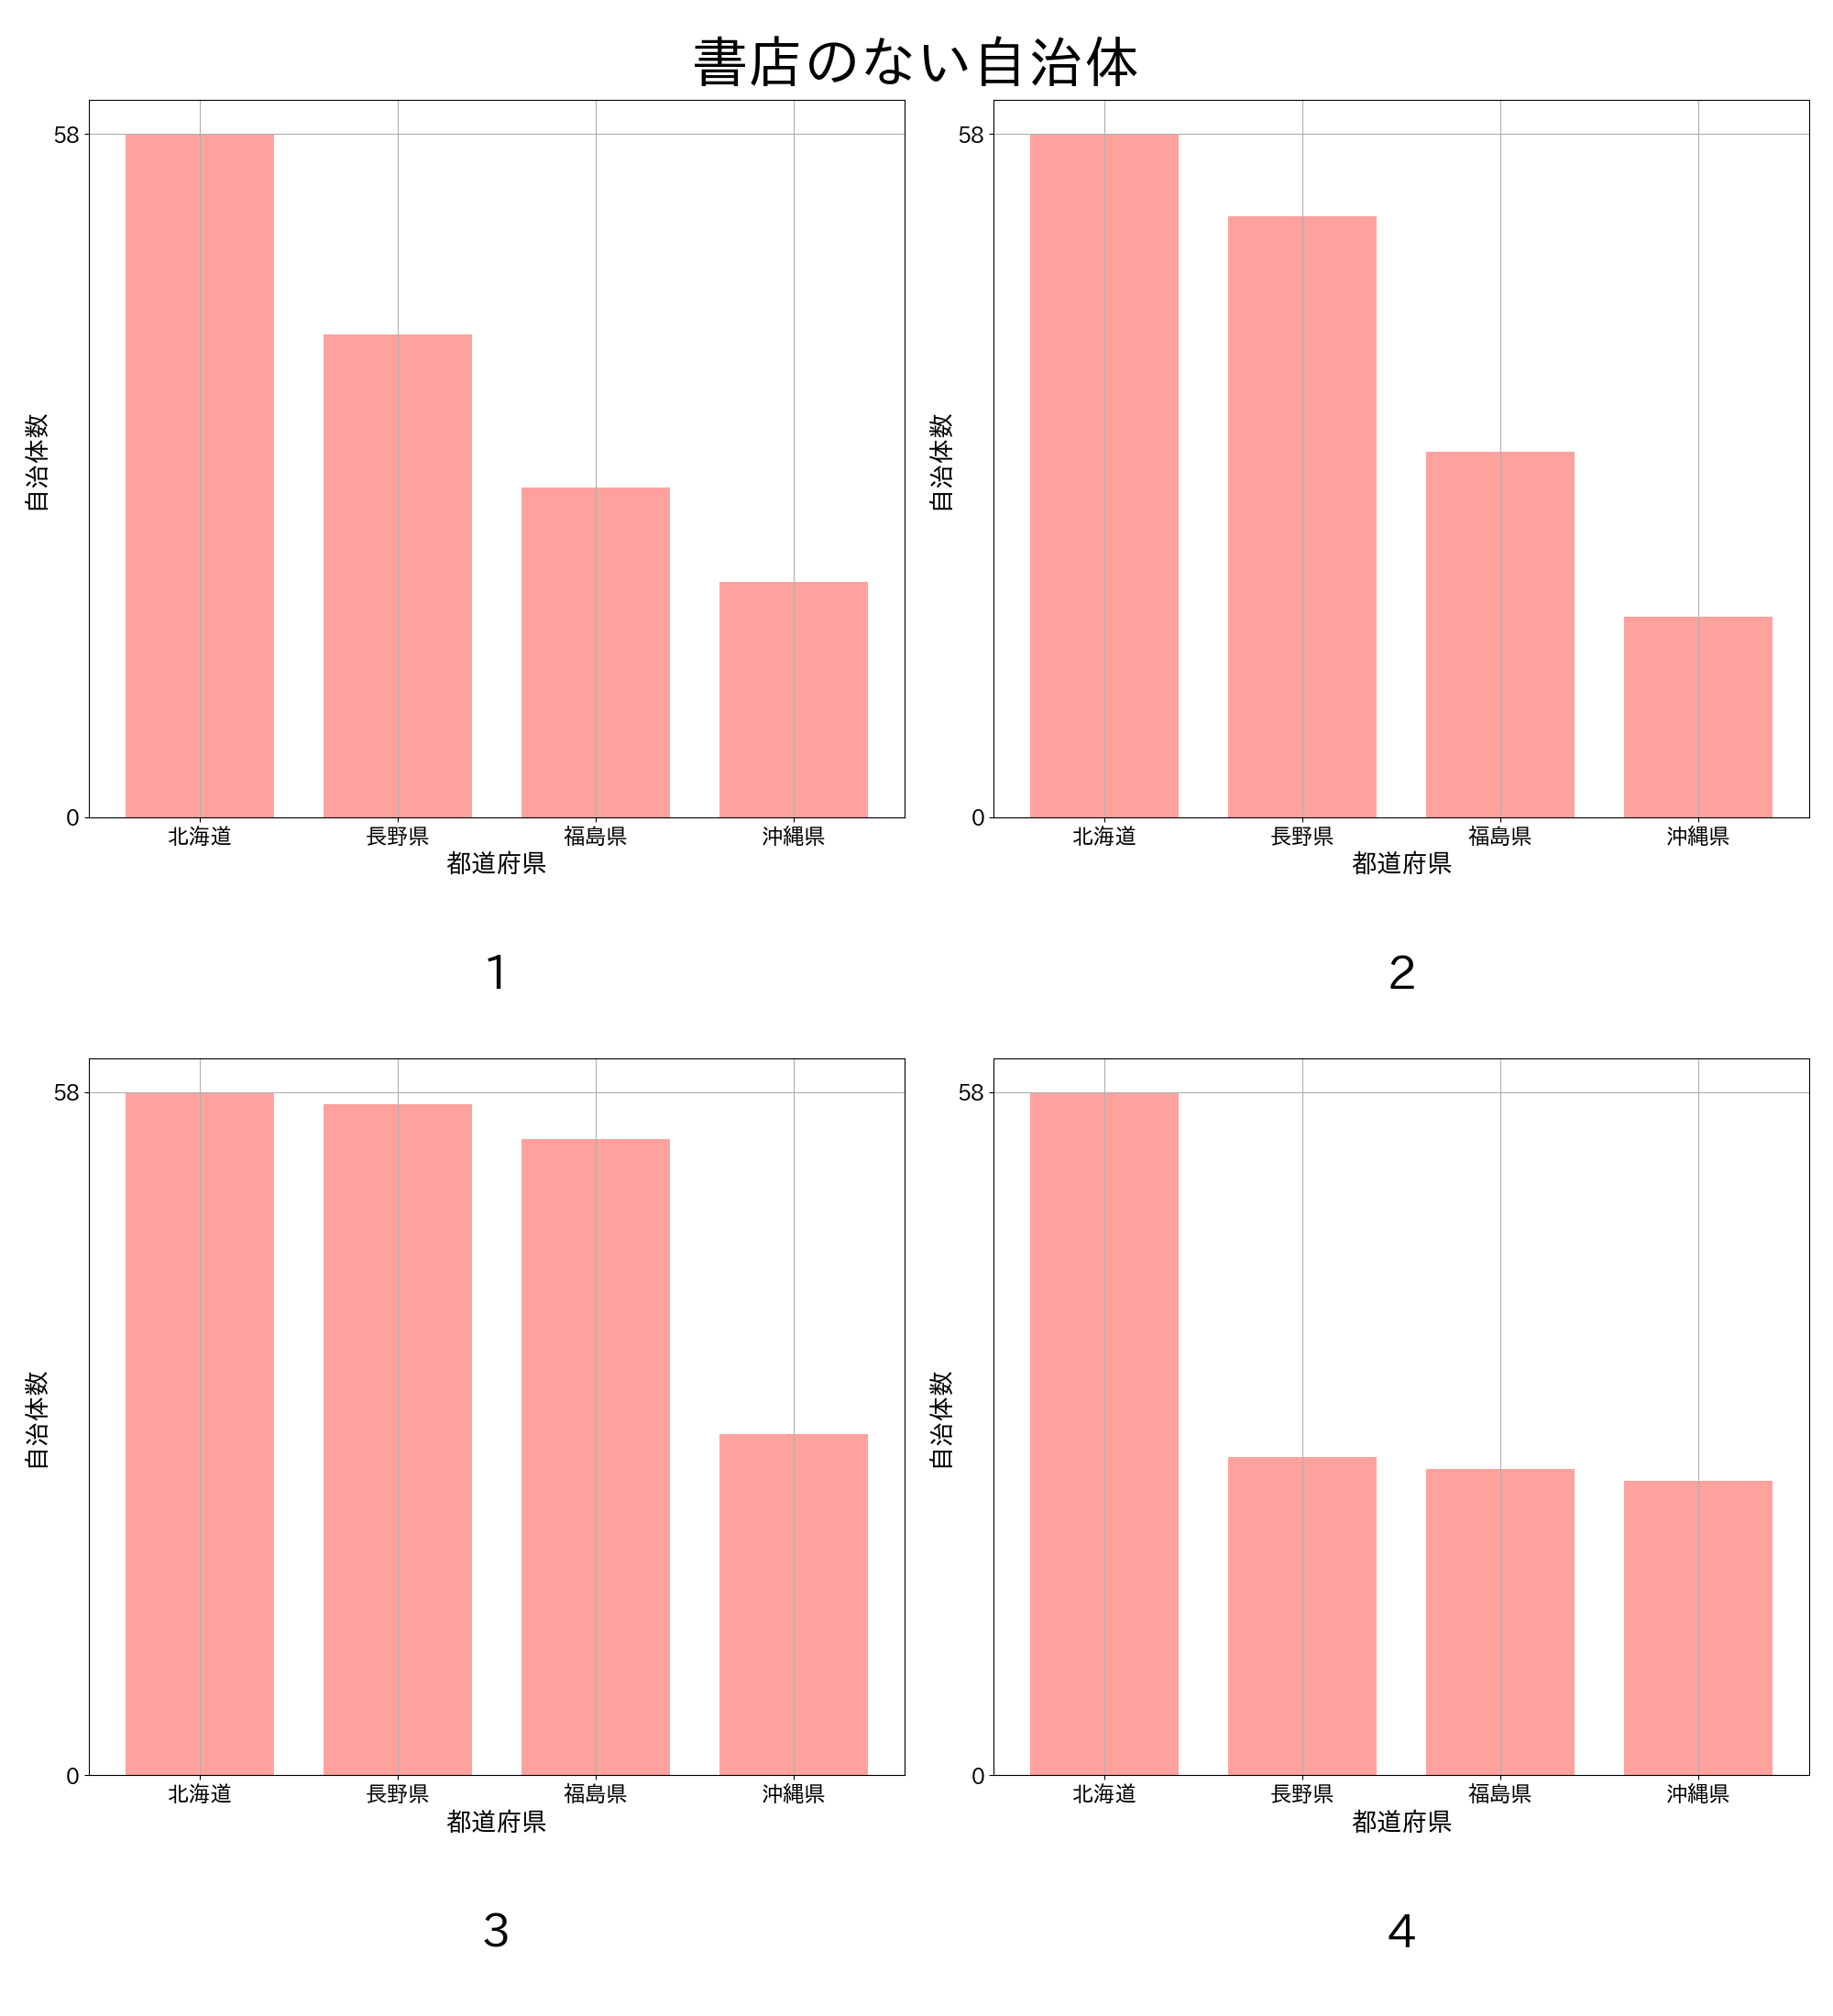 書店のない自治体
58
0
自治体数
北海道 長野県 福島県 沖縄県
都道府県
1
58
0
自治体数
北海道 長野県 福島県 沖縄県
都道府県
2
58
0
自治体数
北海道 長野県 福島県 沖縄県
都道府県
3
58
0
自治体数
北海道 長野県 福島県 沖縄県
都道府県
4